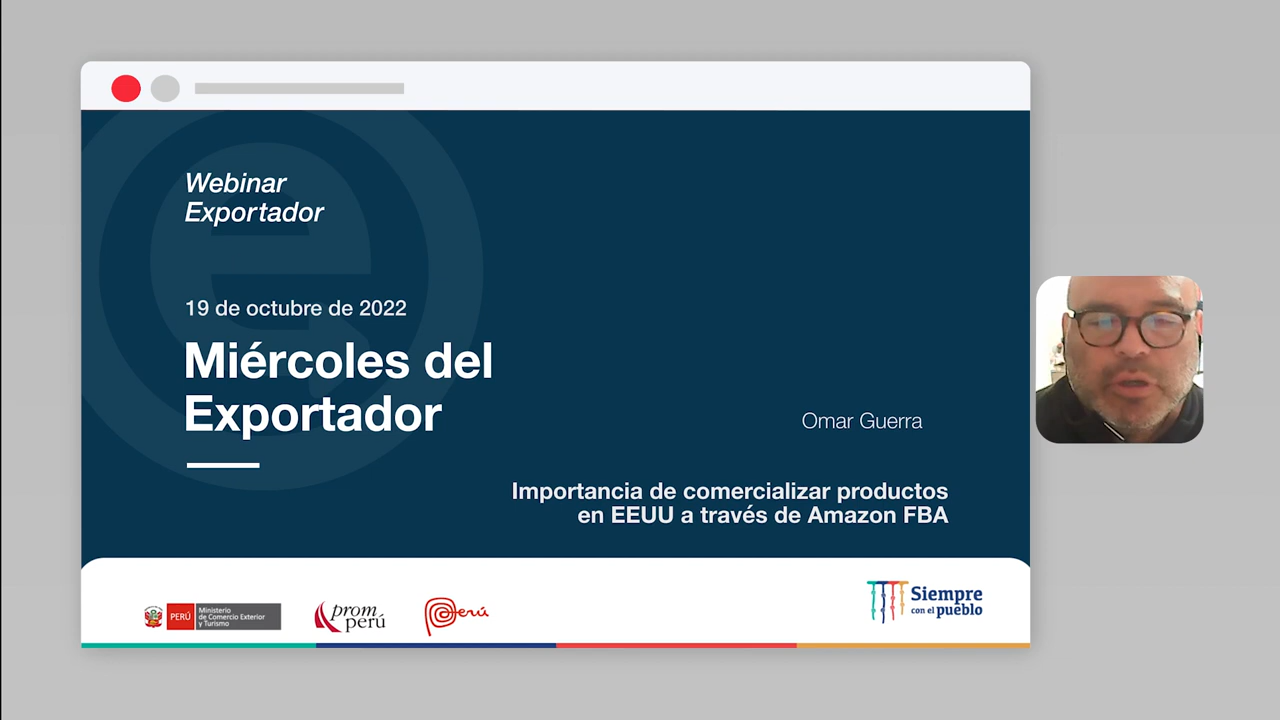 Webinar
Exportador
19 de octubre de 2022
Miércoles del
Exportador
Omar Guerra
Importancia de comercializar productos
en EEUU a través de Amazon FBA
PERÚ
Ministerio
de Comercio Exterior
y Turismo
prom
perú
Perú
Siempre
con el pueblo